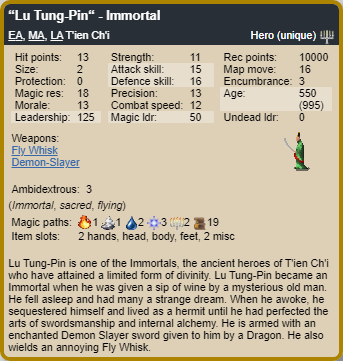 “Lu Tung-Pin“ - Immortal
EA, MA, LA T'ien Ch'i Hero (unique)
Hit points: 13 Strength: 11 Rec points: 10000
Size: 2 Attack skill: 15 Map move: 16
Protection: 0 Defence skill: 16 Encumbrance: 3
Magic res: 18 Precision: 13 Age: 550
Morale: 13 Combat speed: 12 (995)
Leadership: 125 Magic ldr: 50 Undead ldr: 0
Weapons:
Fly Whisk
Demon-Slayer
Ambidextrous: 3
(Immortal, sacred, flying)
Magic paths: 1 1 2 3 2 19
Item slots: 2 hands, head, body, feet, 2 misc
Lu Tung-Pin is one of the Immortals, the ancient heroes of T'ien Ch'i
who have attained a limited form of divinity. Lu Tung-Pin became an
Immortal when he was given a sip of wine by a mysterious old man.
He fell asleep and had many a strange dream. When he awoke, he
sequestered himself and lived as a hermit until he had perfected the
arts of swordsmanship and internal alchemy. He is armed with an
enchanted Demon Slayer sword given to him by a Dragon. He also
wields an annoying Fly Whisk.